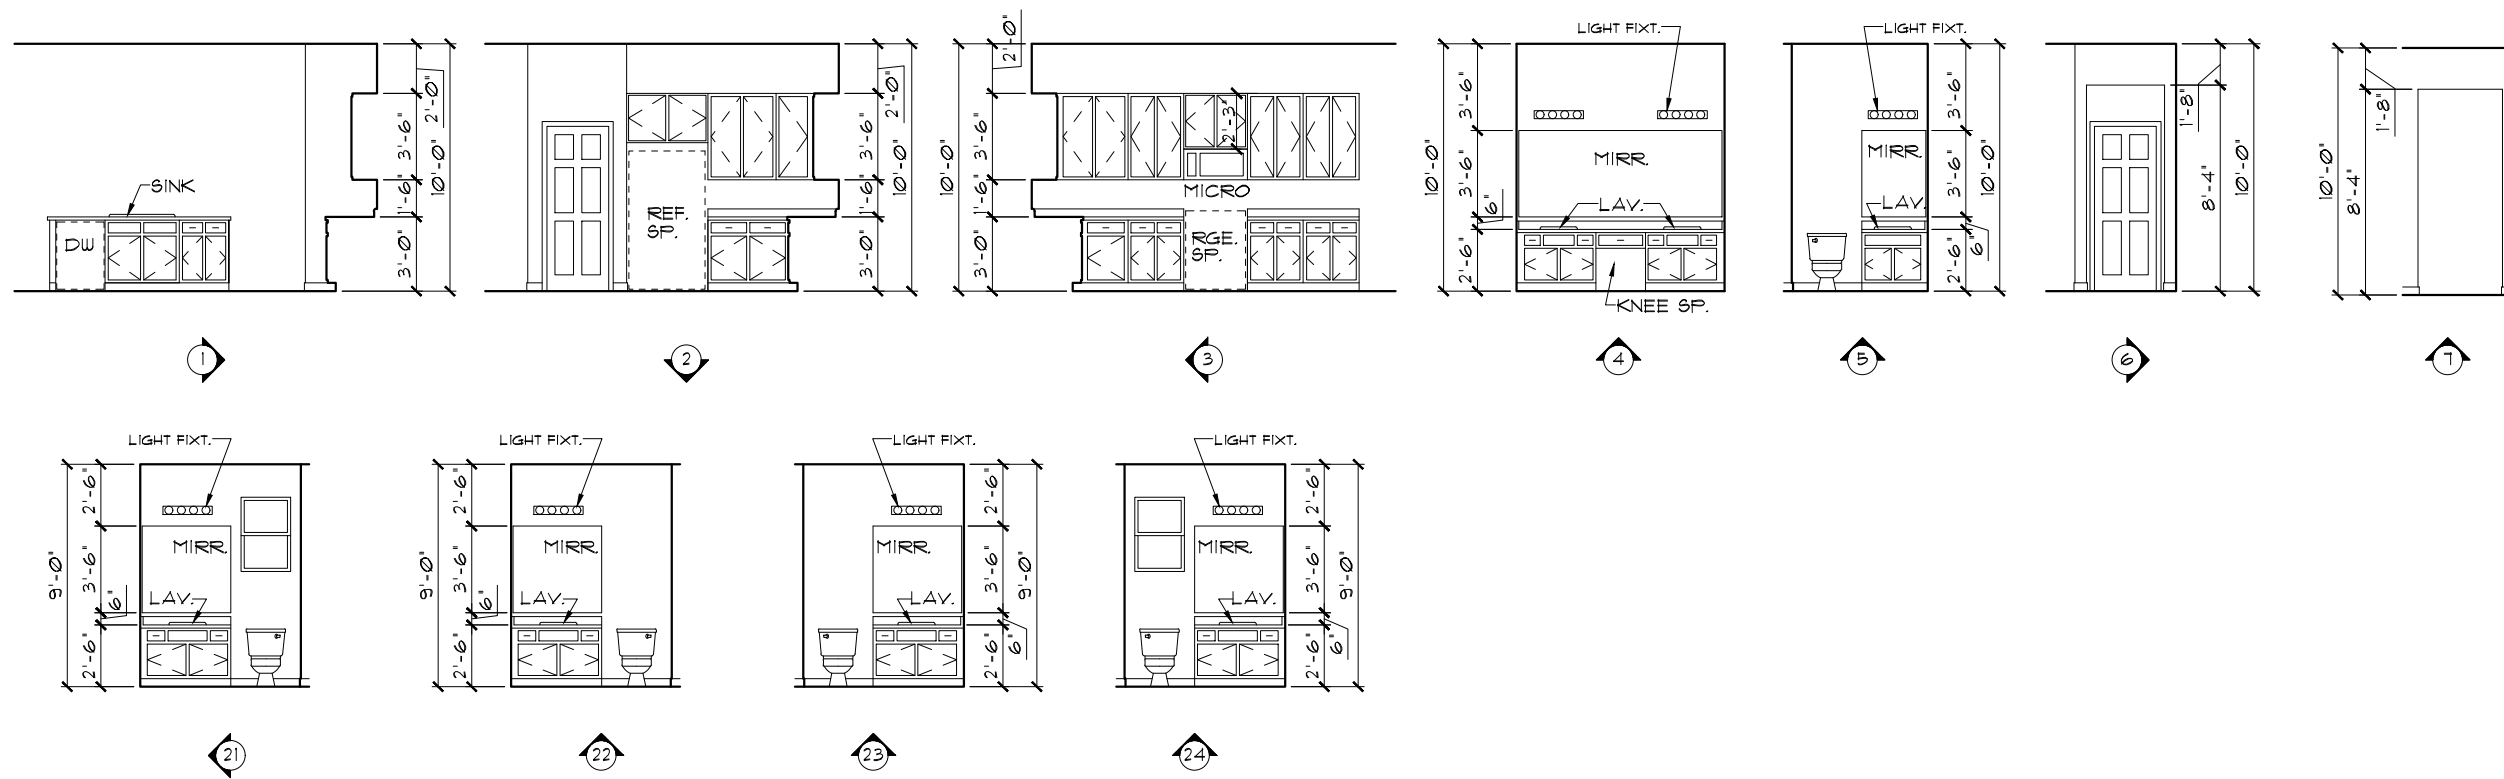 SINK
DW
2'-0"
3'-6"
1'-6"
3'-0"
10'-0"
1
REF.
SP.
2'-0"
3'-6"
1'-6"
3'-0"
10'-0"
2
10'-0"
2'-0"
3'-6"
1'-6"
3'-0"
2'-3"
MICRO
RGE.
SP.
3
LIGHT FIXT.
10'-0"
3'-6"
3'-6"
6"
2'-6"
MIRR.
LAV.
KNEE SP.
4
LIGHT FIXT.
MIRR.
LAV.
3'-6"
3'-6"
6"
2'-6"
10'-0"
5
1'-8"
8'-4"
10'-0"
6
10'-0"
8'-4"
1'-8"
7
LIGHT FIXT.
9'-0"
2'-6"
3'-6"
6"
2'-6"
MIRR.
LAV.
21
LIGHT FIXT.
9'-0"
2'-6"
3'-6"
6"
2'-6"
MIRR.
LAV.
22
LIGHT FIXT.
MIRR.
LAV.
2'-6"
3'-6"
6"
2'-6"
9'-0"
23
LIGHT FIXT.
MIRR.
LAV.
2'-6"
3'-6"
6"
2'-6"
9'-0"
24